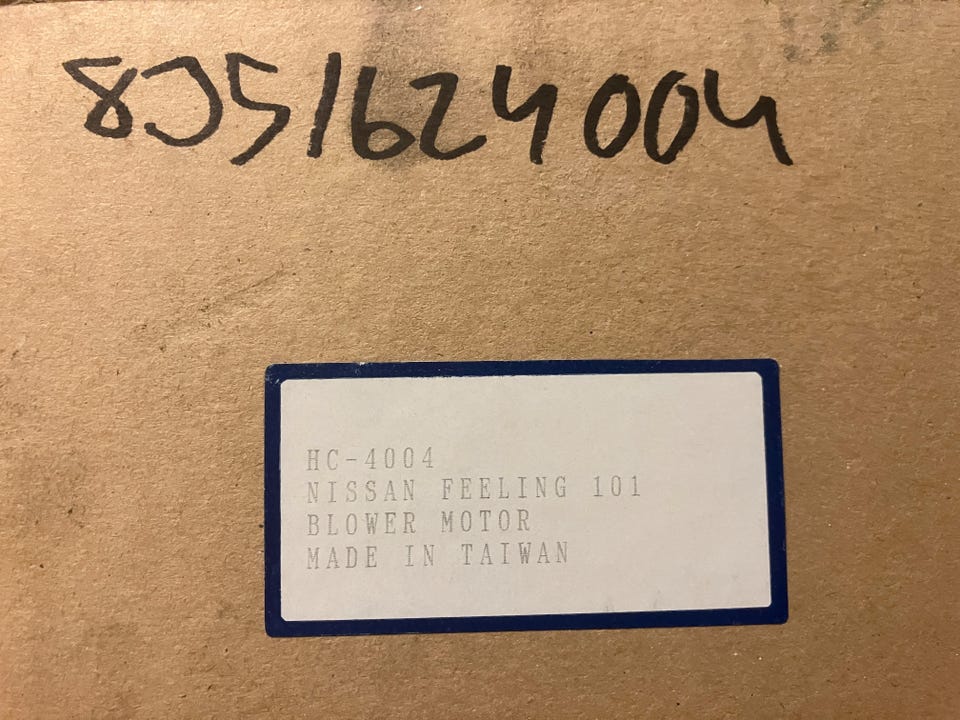 8J51624004
HC-4004
NISSAN FEELING 101
BLOWER MOTOR
MADE IN TAIWAN